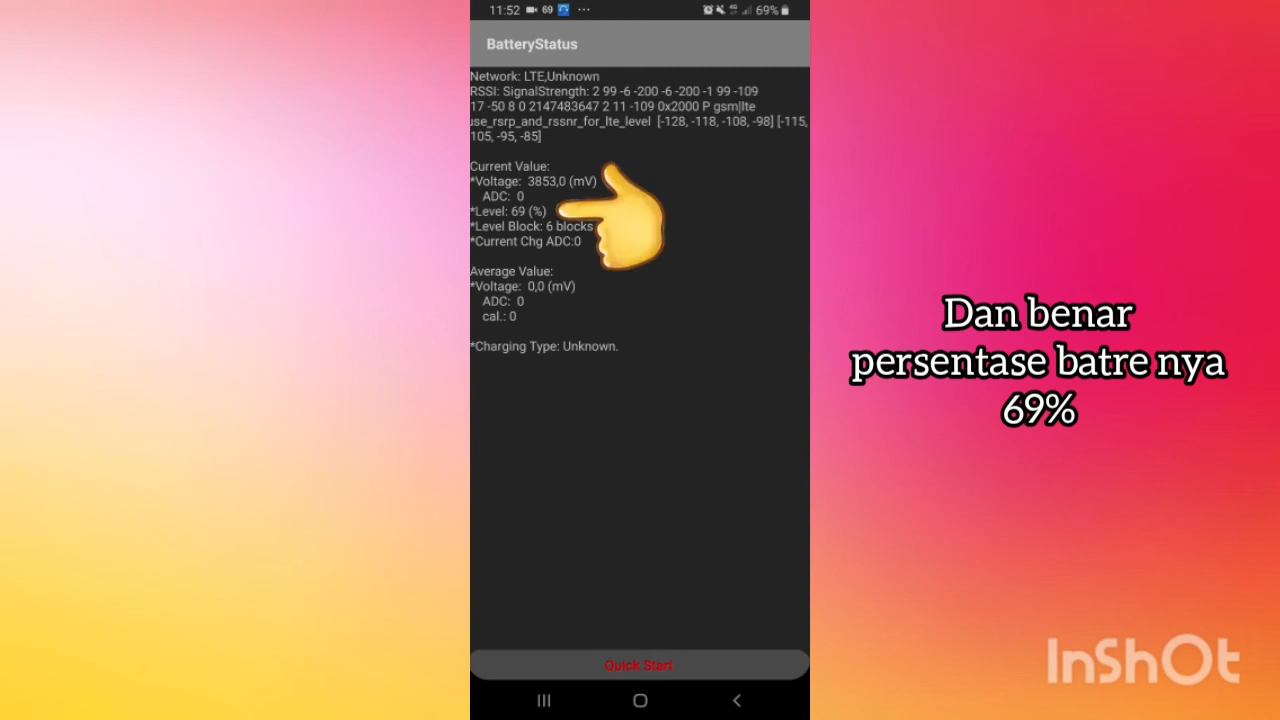 11:52 69 ... 69%
BatteryStatus
Network: LTE,Unknown
RSSI: SignalStrength: 2 99 -6 -200 -6 -200 -1 99 -109
17 -50 8 0 2147483647 2 11 -109 0x2000 P gsm|lte
use_rsrp_and_rssnr_for_lte_level [-128, -118, -108, -98] [-115,
105, -95, -85]
Current Value:
*Voltage: 3853,0 (mV)
ADC: 0
*Level: 69 (%)
*Level Block: 6 blocks
*Current Chg ADC:0
Average Value:
*Voltage: 0,0 (mV)
ADC: 0
cal.: 0
*Charging Type: Unknown.
Quick Start
Dan benar
persentase batre nya
69%
InShOt